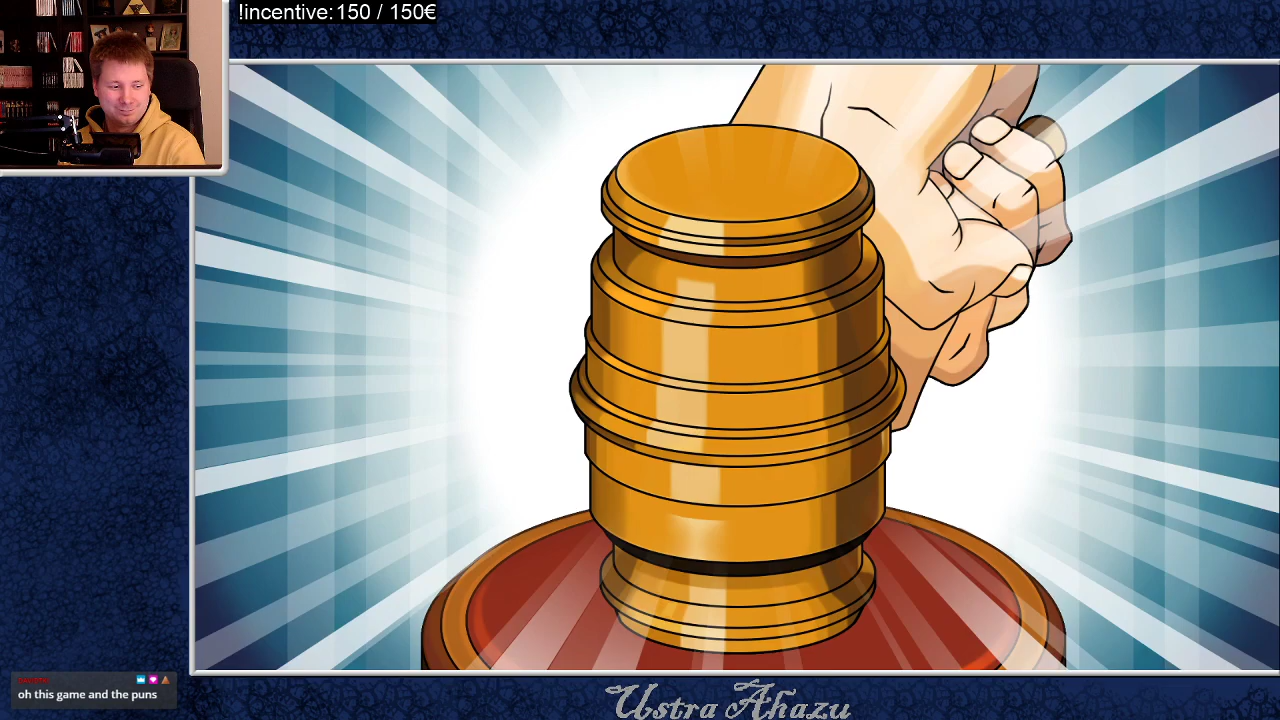 !incentive: 150 / 150€
oh this game and the puns
Ustra Ahazu